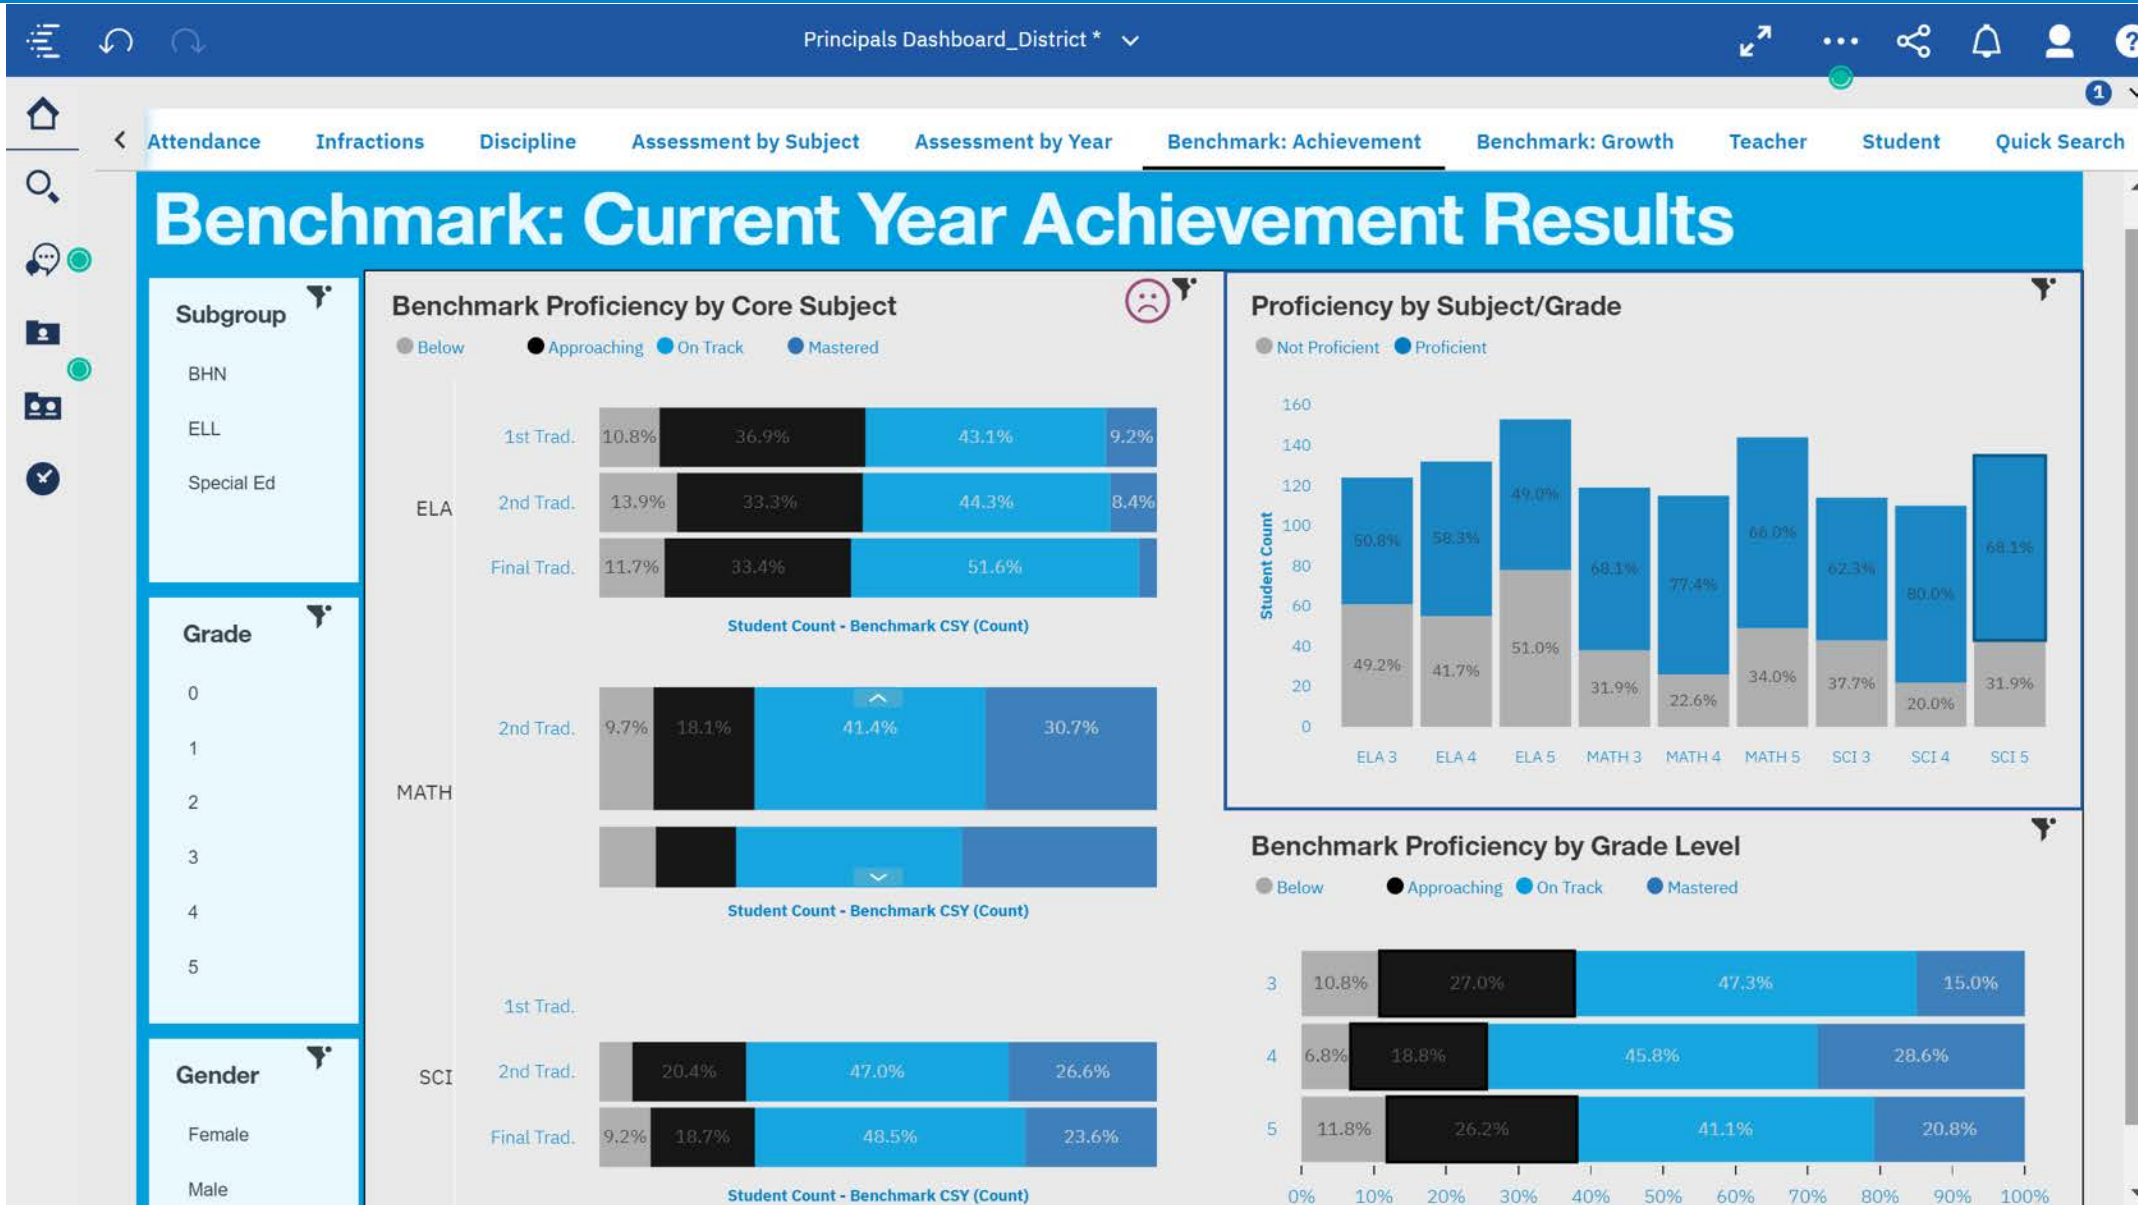 Principals Dashboard_District *
?
1
Attendance Infractions Discipline Assessment by Subject Assessment by Year Benchmark: Achievement Benchmark: Growth Teacher Student Quick Search
Benchmark: Current Year Achievement Results
Subgroup
BHN
ELL
Special Ed
Grade
0
1
2
3
4
5
Gender
Female
Male
Benchmark Proficiency by Core Subject
Below Approaching On Track Mastered
ELA
1st Trad. 10.8% 36.9% 43.1% 9.2%
2nd Trad. 13.9% 33.3% 44.3% 8.4%
Final Trad. 11.7% 33.4% 51.6%
Student Count - Benchmark CSY (Count)
MATH
2nd Trad. 9.7% 18.1% 41.4% 30.7%
Student Count - Benchmark CSY (Count)
SCI
1st Trad.
2nd Trad. 20.4% 47.0% 26.6%
Final Trad. 9.2% 18.7% 48.5% 23.6%
Student Count - Benchmark CSY (Count)
Proficiency by Subject/Grade
Not Proficient Proficient
Student Count
160
140
120
100
80
60
40
20
0
50.8% 58.3% 49.0% 68.1% 77.4% 66.0% 62.3% 80.0% 68.1%
49.2% 41.7% 51.0% 31.9% 22.6% 34.0% 37.7% 20.0% 31.9%
ELA 3 ELA 4 ELA 5 MATH 3 MATH 4 MATH 5 SCI 3 SCI 4 SCI 5
Benchmark Proficiency by Grade Level
Below Approaching On Track Mastered
3 10.8% 27.0% 47.3% 15.0%
4 6.8% 18.8% 45.8% 28.6%
5 11.8% 26.2% 41.1% 20.8%
0% 10% 20% 30% 40% 50% 60% 70% 80% 90% 100%